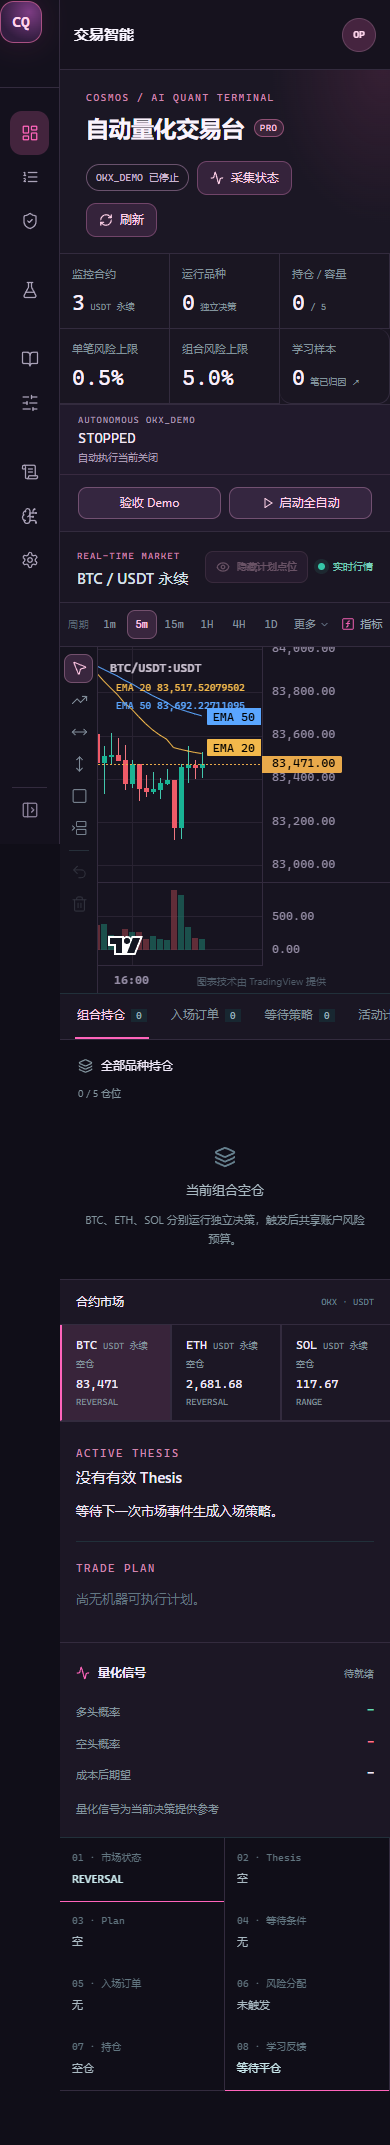 CQ
交易智能
OP
COSMOS / AI QUANT TERMINAL
自动量化交易台 PRO
OKX_DEMO 已停止
采集状态
刷新
监控合约
3 USDT 永续
运行品种
0 独立决策
持仓 / 容量
0 / 5
单笔风险上限
0.5%
组合风险上限
5.0%
学习样本
0 笔已归因 ↗
AUTONOMOUS OKX_DEMO
STOPPED
自动执行当前关闭
验收 Demo
启动全自动
REAL-TIME MARKET
BTC / USDT 永续
隐藏计划点位
实时行情
周期 1m 5m 15m 1H 4H 1D 更多 指标
BTC/USDT:USDT
EMA 20 83,517.52079502
EMA 50 83,692.22711095
EMA 50
EMA 20
84,000.00
83,800.00
83,600.00
83,471.00
83,400.00
83,200.00
83,000.00
500.00
0.00
16:00
图表技术由 TradingView 提供
组合持仓 0
入场订单 0
等待策略 0
全部品种持仓
0 / 5 仓位
当前组合空仓
BTC、ETH、SOL 分别运行独立决策，触发后共享账户风险
预算。
合约市场
OKX · USDT
BTC USDT 永续
空仓
83,471
REVERSAL
ETH USDT 永续
空仓
2,681.68
REVERSAL
SOL USDT 永续
空仓
117.67
RANGE
ACTIVE THESIS
没有有效 Thesis
等待下一次市场事件生成入场策略。
TRADE PLAN
尚无机器可执行计划。
量化信号
待就绪
多头概率 –
空头概率 –
成本后期望 –
量化信号为当前决策提供参考
01 · 市场状态
REVERSAL
02 · Thesis
空
03 · Plan
空
04 · 等待条件
无
05 · 入场订单
无
06 · 风险分配
未触发
07 · 持仓
空仓
08 · 学习反馈
等待平仓